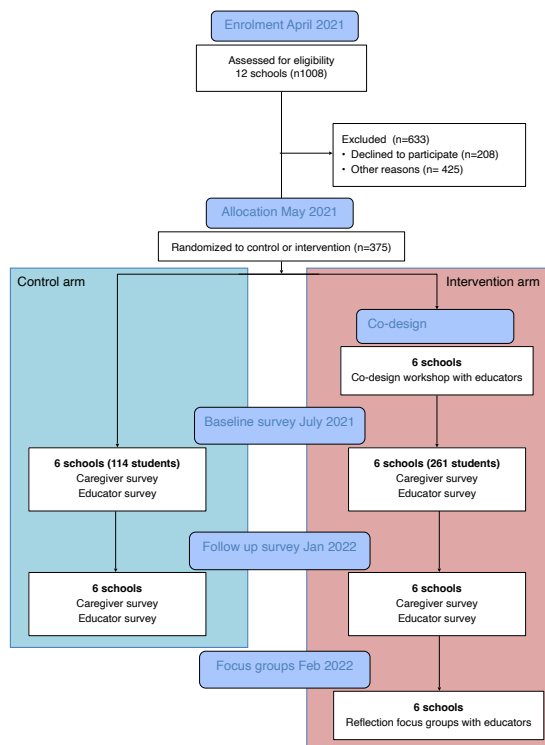 Enrolment April 2021
Assessed for eligibility
12 schools (n1008)
Excluded (n=633)
• Declined to participate (n=208)
• Other reasons (n= 425)
Allocation May 2021
Randomized to control or intervention (n=375)
Control arm
Intervention arm
Co-design
6 schools
Co-design workshop with educators
Baseline survey July 2021
6 schools (114 students)
Caregiver survey
Educator survey
6 schools (261 students)
Caregiver survey
Educator survey
Follow up survey Jan 2022
6 schools
Caregiver survey
Educator survey
6 schools
Caregiver survey
Educator survey
Focus groups Feb 2022
6 schools
Reflection focus groups with educators